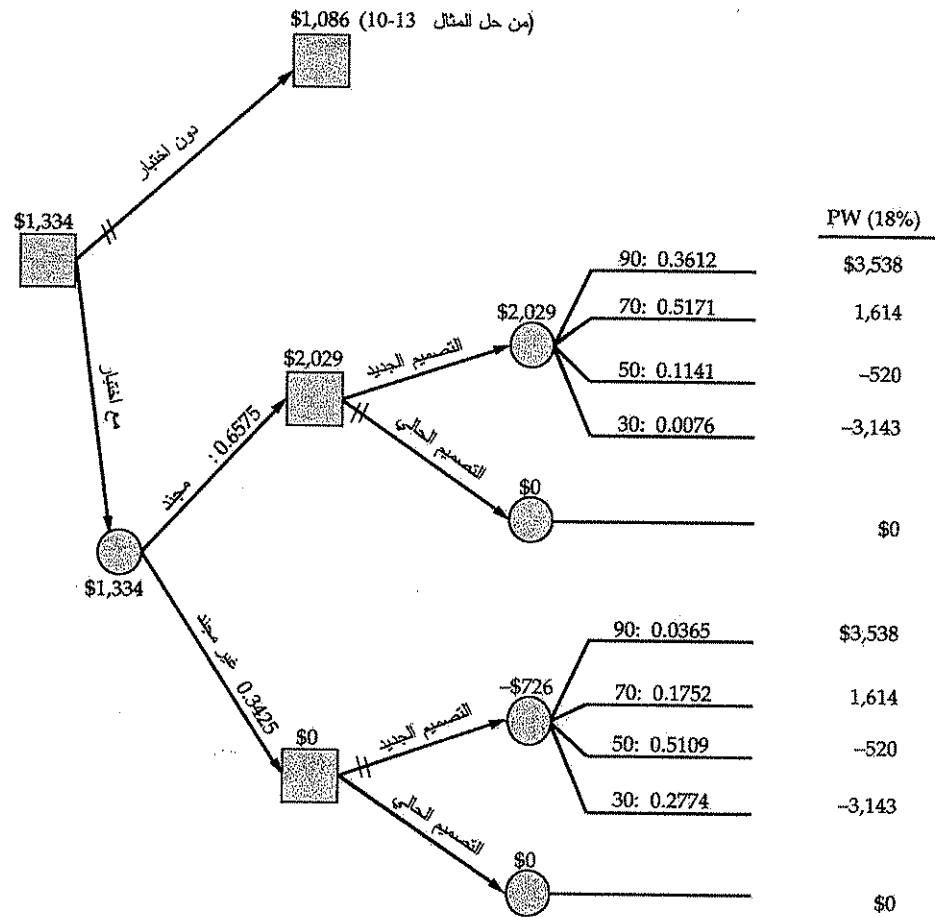 $1,086 (من حل المثال 10-13)
دون اختبار
$1,334
مع اختبار
$1,334
مجند : 0.6575
غير مجند 0.3425
$2,029
التصميم الجديد
التصميم الحالي
$2,029
90: 0.3612
70: 0.5171
50: 0.1141
30: 0.0076
$0
PW (18%)
$3,538
1,614
–520
–3,143
$0
$0
التصميم الجديد
التصميم الحالي
–$726
90: 0.0365
70: 0.1752
50: 0.5109
30: 0.2774
$0
$3,538
1,614
–520
–3,143
$0